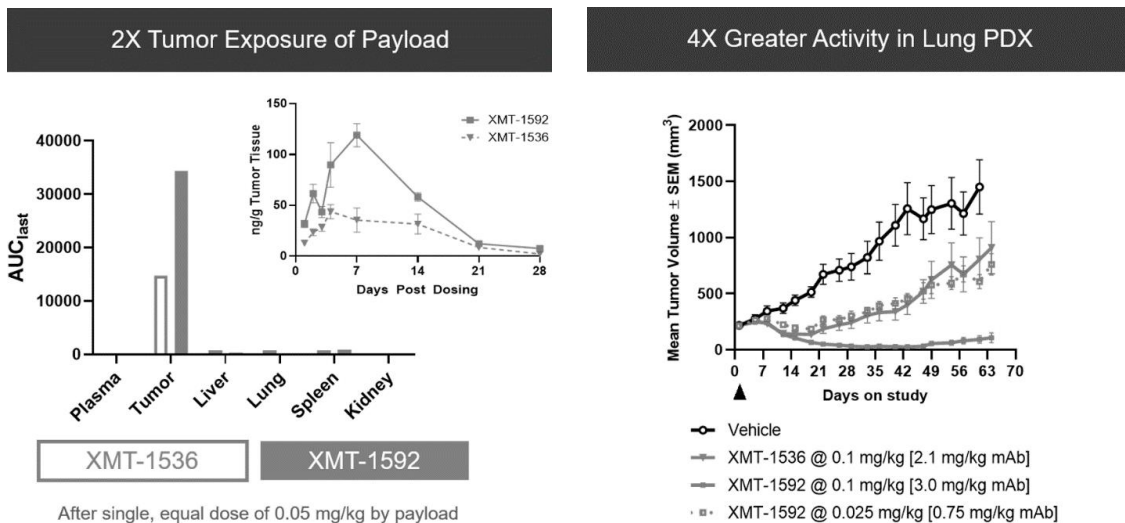 2X Tumor Exposure of Payload
40000
30000
20000
10000
0
AUClast
Plasma
Tumor
Liver
Lung
Spleen
Kidney
150
100
50
0
ng/g Tumor Tissue
0 7 14 21 28
Days Post Dosing
XMT-1592
XMT-1536
XMT-1536
XMT-1592
After single, equal dose of 0.05 mg/kg by payload
4X Greater Activity in Lung PDX
2000
1500
1000
500
0
Mean Tumor Volume ± SEM (mm³)
0 7 14 21 28 35 42 49 56 63 70
Days on study
Vehicle
XMT-1536 @ 0.1 mg/kg [2.1 mg/kg mAb]
XMT-1592 @ 0.1 mg/kg [3.0 mg/kg mAb]
XMT-1592 @ 0.025 mg/kg [0.75 mg/kg mAb]